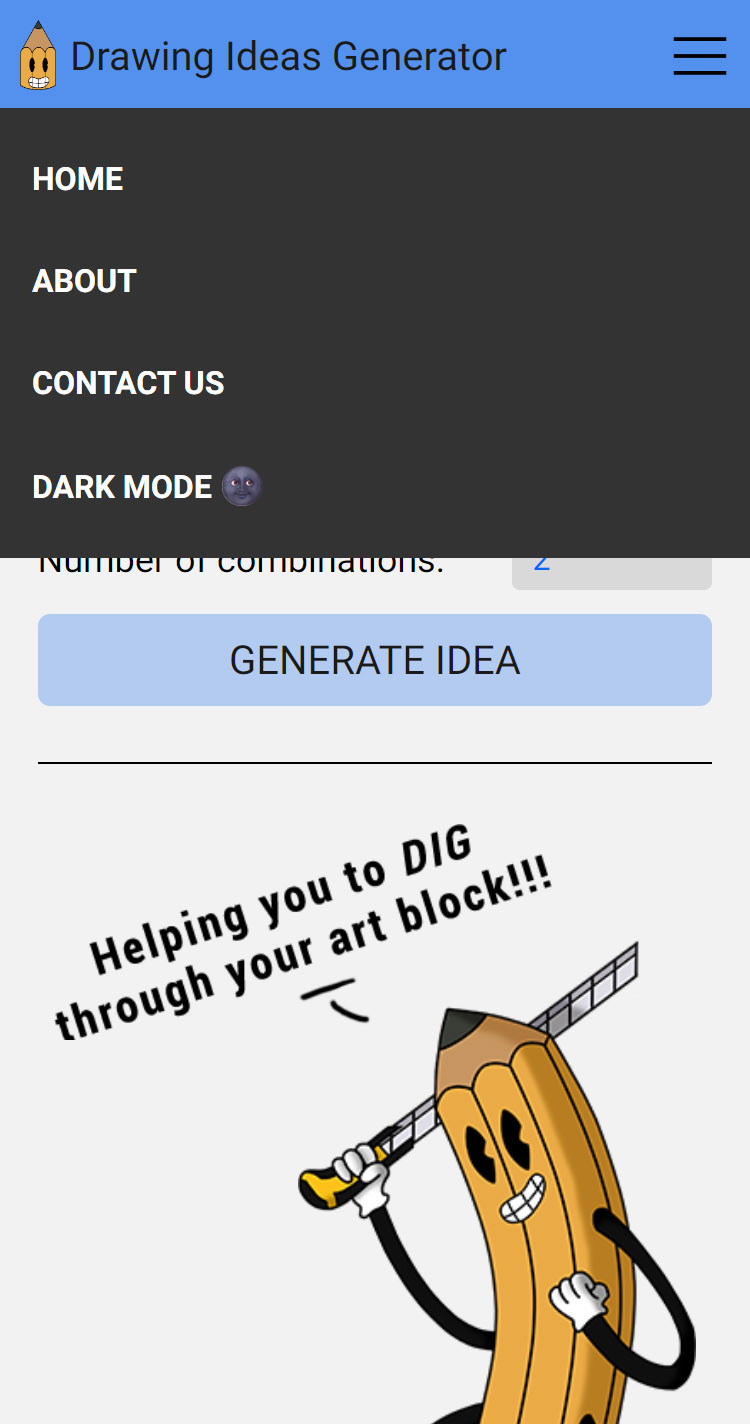 Drawing Ideas Generator
HOME
ABOUT
CONTACT US
DARK MODE 🌚
Number of combinations: 2
GENERATE IDEA
Helping you to DIG
through your art block!!!